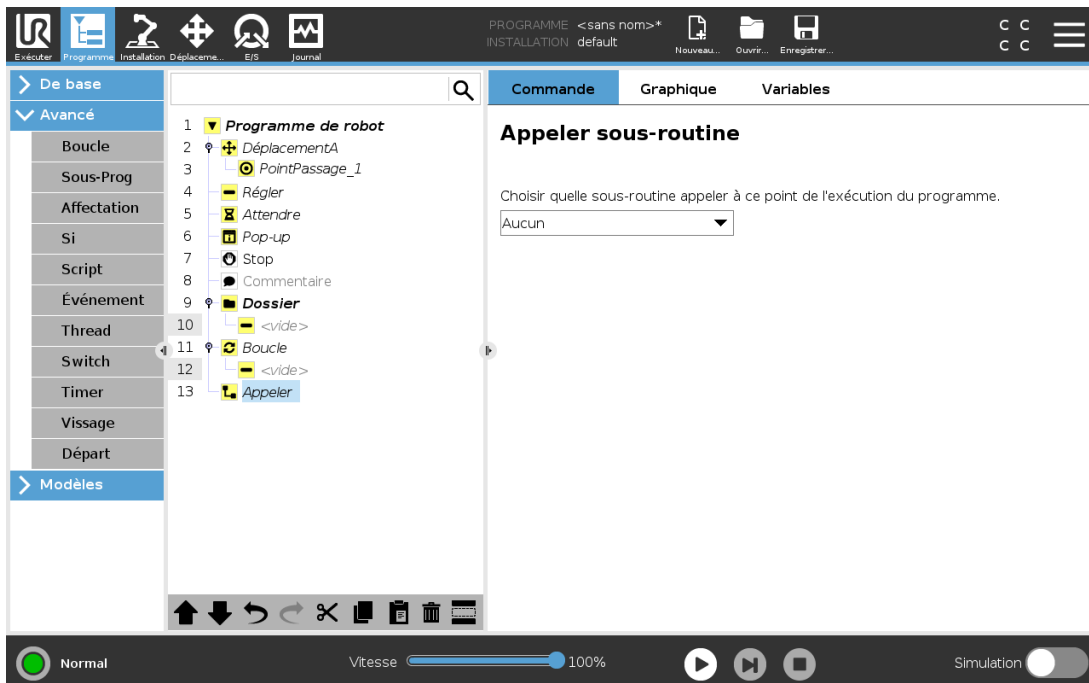 PROGRAMME <sans nom>*
INSTALLATION default
Exécuter
Programme
Installation
Déplaceme...
E/S
Journal
Nouveau...
Ouvrir...
Enregistrer...
C C
C C
De base
Avancé
Boucle
Sous-Prog
Affectation
Si
Script
Événement
Thread
Switch
Timer
Vissage
Départ
Modèles
1 Programme de robot
2 DéplacementA
3 PointPassage_1
4 Régler
5 Attendre
6 Pop-up
7 Stop
8 Commentaire
9 Dossier
10 <vide>
11 Boucle
12 <vide>
13 Appeler
Commande
Graphique
Variables
Appeler sous-routine
Choisir quelle sous-routine appeler à ce point de l'exécution du programme.
Aucun
Normal
Vitesse
100%
Simulation